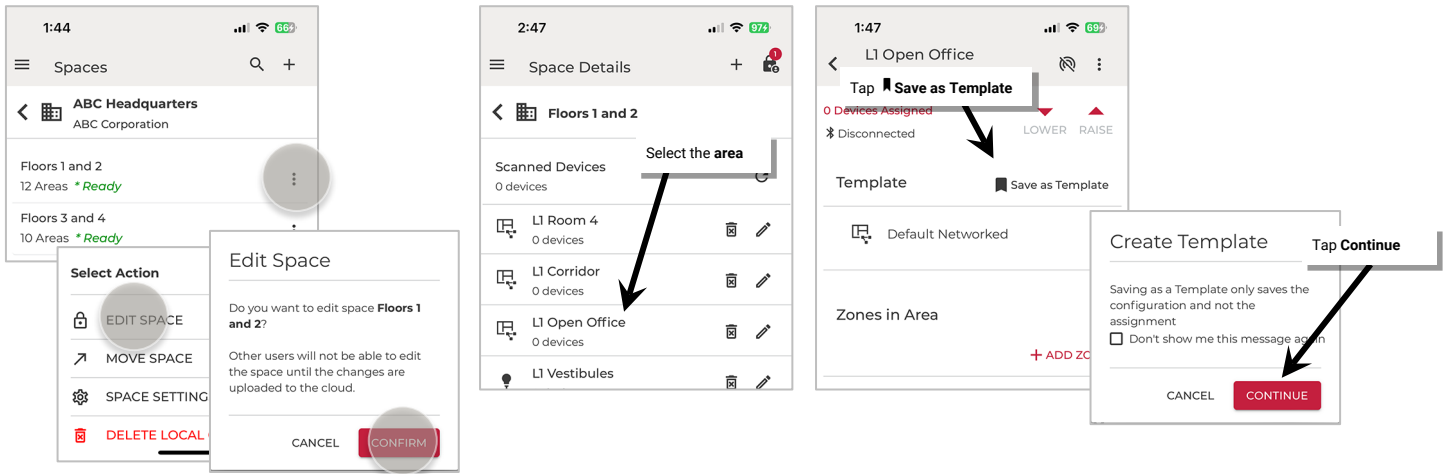 1:44
66
Spaces
ABC Headquarters
ABC Corporation
Floors 1 and 2
12 Areas * Ready
Floors 3 and 4
10 Areas * Ready
Select Action
EDIT SPACE
MOVE SPACE
SPACE SETTING
DELETE LOCAL
Edit Space
Do you want to edit space Floors 1
and 2?
Other users will not be able to edit
the space until the changes are
uploaded to the cloud.
CANCEL
CONFIRM
2:47
97
Space Details
1
Floors 1 and 2
Select the area
Scanned Devices
0 devices
L1 Room 4
0 devices
L1 Corridor
0 devices
L1 Open Office
0 devices
L1 Vestibules
1:47
69
L1 Open Office
Tap Save as Template
0 Devices Assigned
Disconnected
LOWER
RAISE
Template
Save as Template
Default Networked
Zones in Area
+ ADD ZO
Create Template
Tap Continue
Saving as a Template only saves the
configuration and not the
assignment
Don't show me this message again
CANCEL
CONTINUE